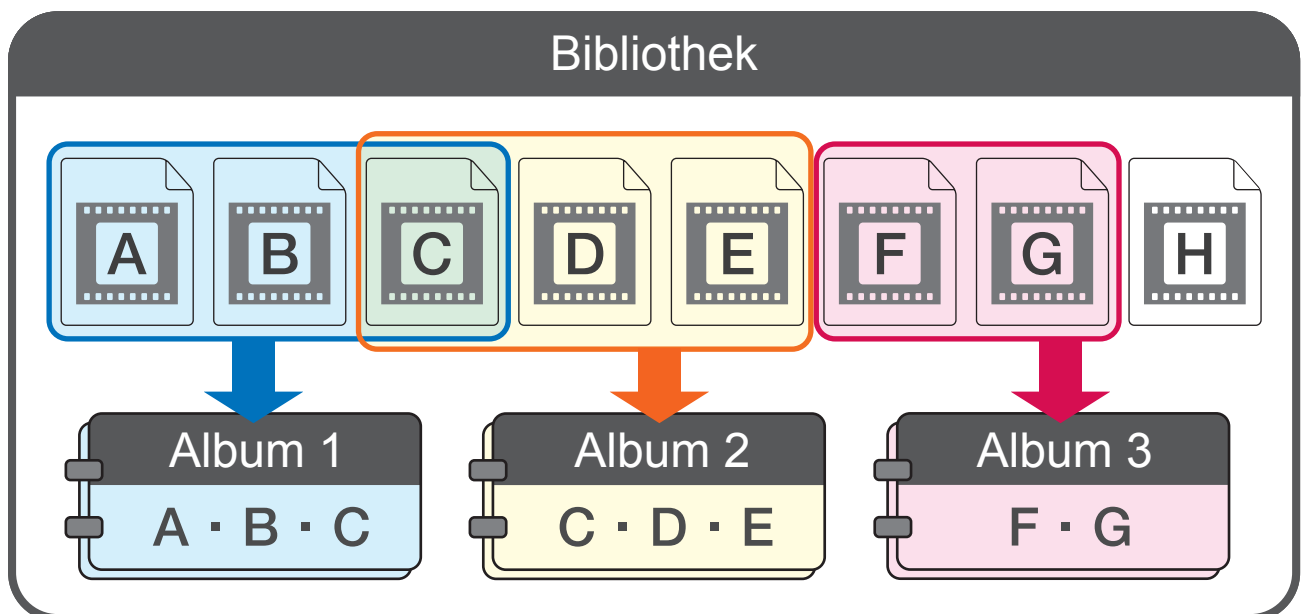 Bibliothek
A B C D E F G H
Album 1 Album 2 Album 3
A · B · C C · D · E F · G